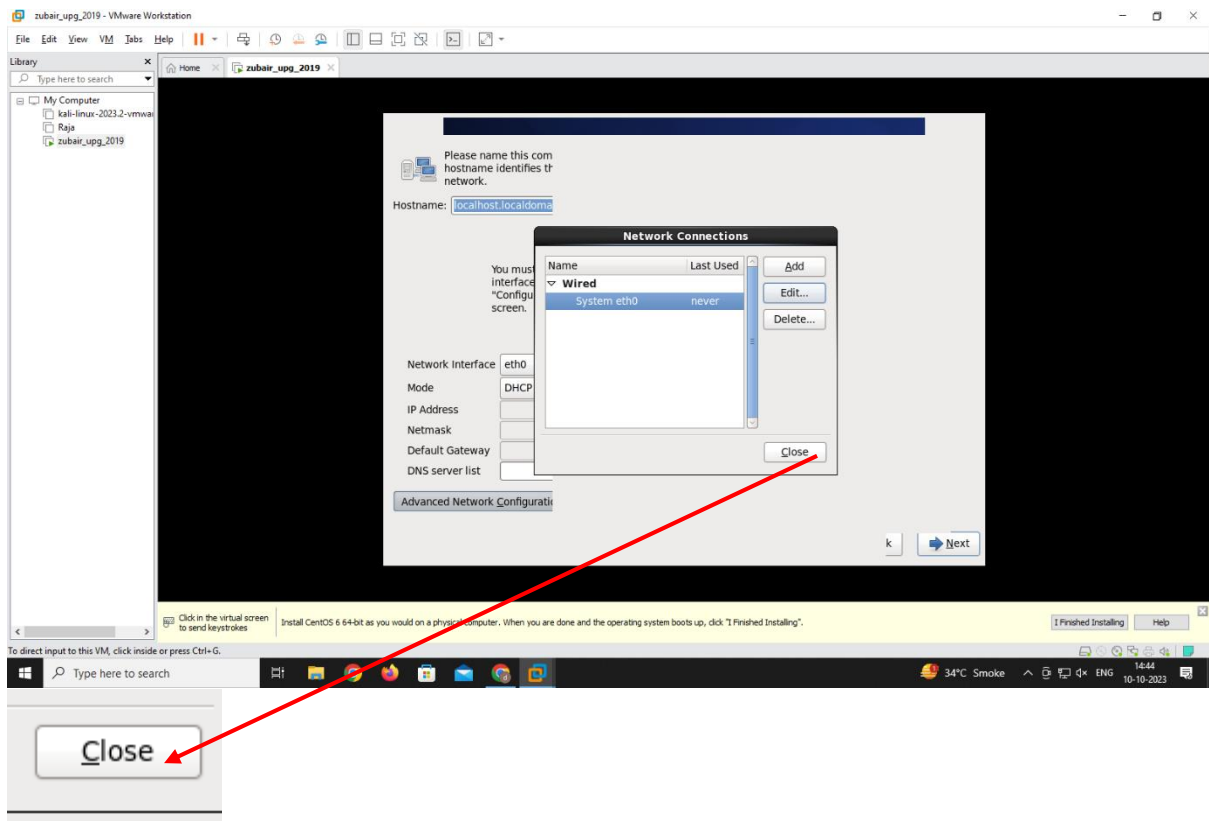 zubair_upg_2019 - VMware Workstation
File Edit View VM Tabs Help
Library
Type here to search
Home
zubair_upg_2019
My Computer
kali-linux-2023.2-vmwar
Raja
zubair_upg_2019
Please name this com
hostname identifies th
network.
Hostname: localhost.localdoma
You must
interface
"Configu
screen.
Network Interface eth0
Mode DHCP
IP Address
Netmask
Default Gateway
DNS server list
Advanced Network Configuratio
Network Connections
Name Last Used
Wired
System eth0 never
Add
Edit...
Delete...
Close
k Next
Click in the virtual screen
to send keystrokes
Install CentOS 6 64-bit as you would on a physical computer. When you are done and the operating system boots up, click "I Finished Installing".
I Finished Installing Help
To direct input to this VM, click inside or press Ctrl+G.
Type here to search
34°C Smoke ENG 14:44
10-10-2023
Close